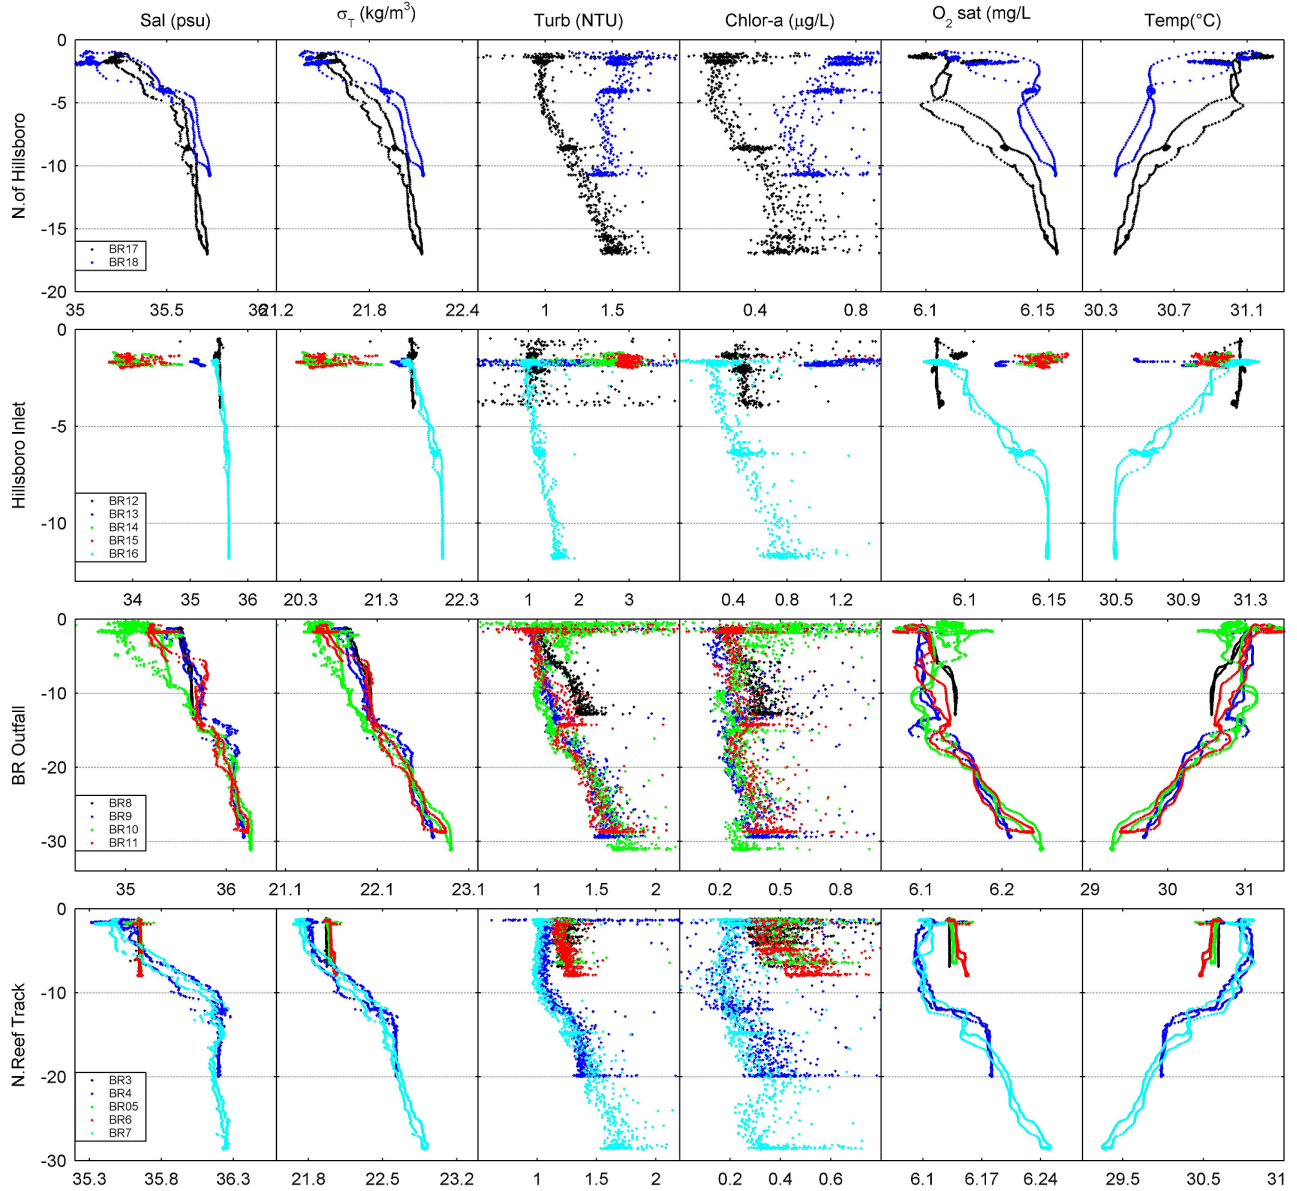 Sal (psu) σT (kg/m³) Turb (NTU) Chlor-a (μg/L) O2 sat (mg/L Temp(°C)
N.of Hillsboro
0
-5
-10
-15
-20
BR17
BR18
35 35.5 36 21.2 21.8 22.4 1 1.5 0.4 0.8 6.1 6.15 30.3 30.7 31.1
Hillsboro Inlet
0
-5
-10
BR12
BR13
BR14
BR15
BR16
34 35 36 20.3 21.3 22.3 1 2 3 0.4 0.8 1.2 6.1 6.15 30.5 30.9 31.3
BR Outfall
0
-10
-20
-30
BR8
BR9
BR10
BR11
35 36 21.1 22.1 23.1 1 1.5 2 0.2 0.5 0.8 6.1 6.2 29 30 31
N.Reef Track
0
-10
-20
-30
BR3
BR4
BR05
BR6
BR7
35.3 35.8 36.3 21.8 22.5 23.2 1 1.5 2 0.2 0.4 0.6 6.1 6.17 6.24 29.5 30.5 31